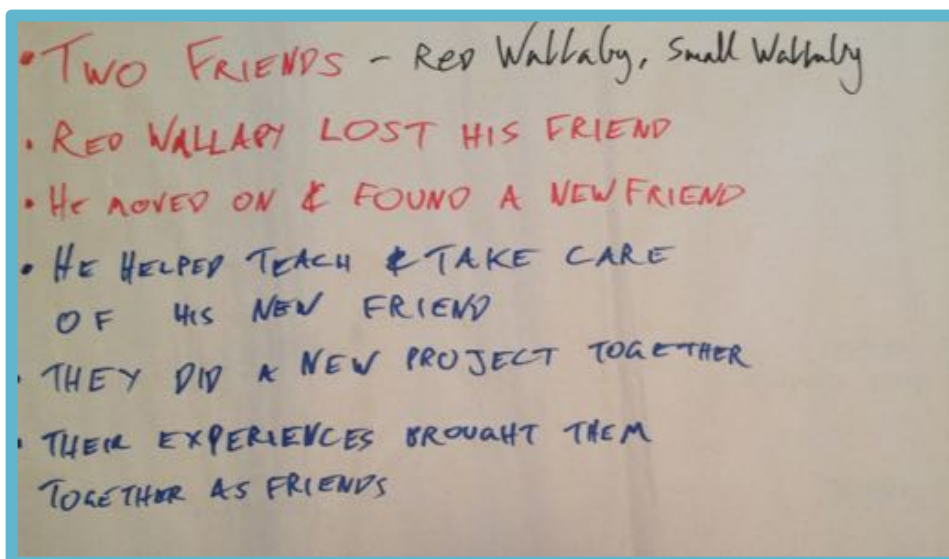 • TWO FRIENDS - Red Wallaby, Small Wallaby
• RED WALLABY LOST HIS FRIEND
• He MOVED ON & FOUND A NEW FRIEND
• HE HELPED TEACH & TAKE CARE
OF HIS NEW FRIEND
• THEY DID A NEW PROJECT TOGETHER
• THEIR EXPERIENCES BROUGHT THEM
TOGETHER AS FRIENDS